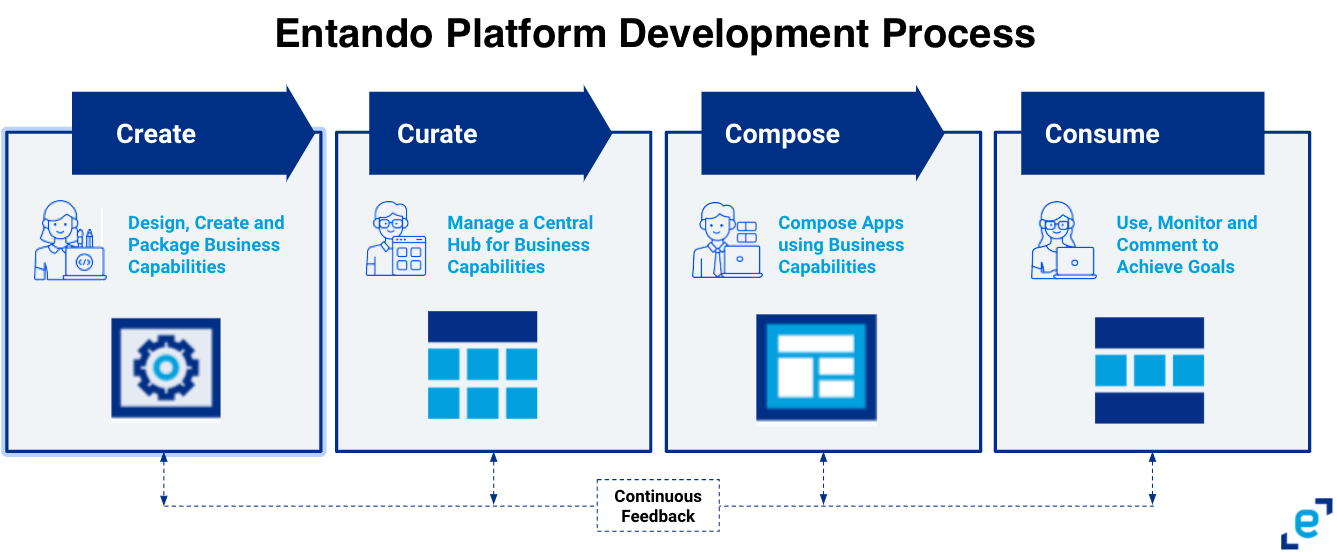 Entando Platform Development Process
Create
Curate
Compose
Consume
Design, Create and
Package Business
Capabilities
Manage a Central
Hub for Business
Capabilities
Compose Apps
using Business
Capabilities
Use, Monitor and
Comment to
Achieve Goals
</>
Continuous
Feedback
e